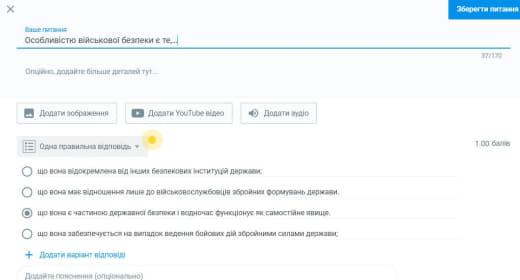 Зберегти питання
Ваше питання
Особливістю військової безпеки є те,..
37/170
Опційно, додайте більше деталей тут...
Додати зображення
Додати YouTube відео
Додати аудіо
Одна правильна відповідь
1.00 балів
що вона відокремлена від інших безпекових інституцій держави;
що вона має відношення лише до військовослужбовців збройних формувань держави.
що вона є частиною державної безпеки і водночас функціонує як самостійне явище.
що вона забезпечується на випадок ведення бойових дій збройними силами держави;
+ Додати варіант відповіді
Додайте пояснення (опціонально)